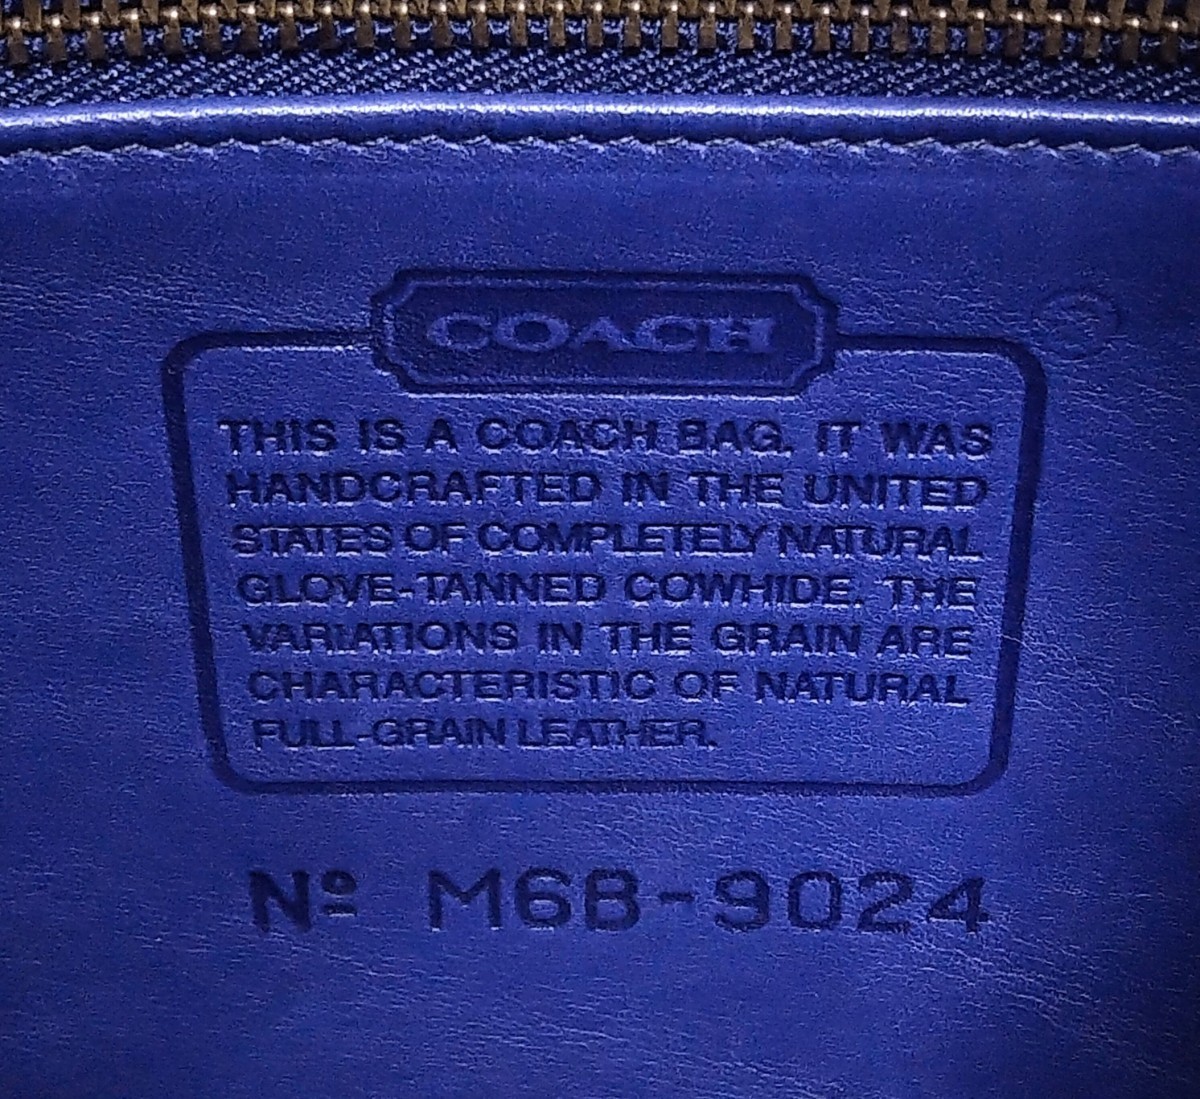 COACH
THIS IS A COACH BAG. IT WAS
HANDCRAFTED IN THE UNITED
STATES OF COMPLETELY NATURAL
GLOVE-TANNED COWHIDE. THE
VARIATIONS IN THE GRAIN ARE
CHARACTERISTIC OF NATURAL
FULL-GRAIN LEATHER.
Nº M6B-9024